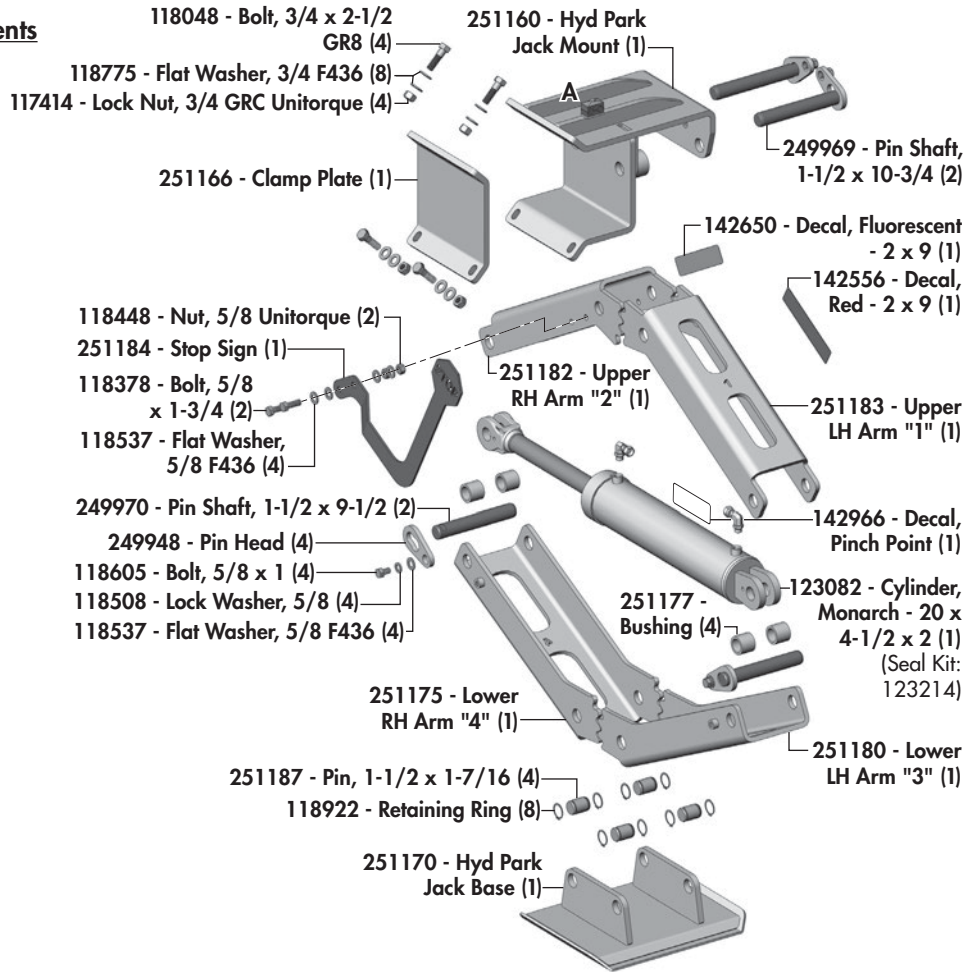 ents
118048 - Bolt, 3/4 x 2-1/2
GR8 (4)
118775 - Flat Washer, 3/4 F436 (8)
117414 - Lock Nut, 3/4 GRC Unitorque (4)
251166 - Clamp Plate (1)
251160 - Hyd Park
Jack Mount (1)
A
249969 - Pin Shaft,
1-1/2 x 10-3/4 (2)
142650 - Decal, Fluorescent
- 2 x 9 (1)
142556 - Decal,
Red - 2 x 9 (1)
118448 - Nut, 5/8 Unitorque (2)
251184 - Stop Sign (1)
118378 - Bolt, 5/8
x 1-3/4 (2)
118537 - Flat Washer,
5/8 F436 (4)
251182 - Upper
RH Arm "2" (1)
251183 - Upper
LH Arm "1" (1)
249970 - Pin Shaft, 1-1/2 x 9-1/2 (2)
249948 - Pin Head (4)
118605 - Bolt, 5/8 x 1 (4)
118508 - Lock Washer, 5/8 (4)
118537 - Flat Washer, 5/8 F436 (4)
142966 - Decal,
Pinch Point (1)
251177 -
Bushing (4)
123082 - Cylinder,
Monarch - 20 x
4-1/2 x 2 (1)
(Seal Kit:
123214)
251175 - Lower
RH Arm "4" (1)
251180 - Lower
LH Arm "3" (1)
251187 - Pin, 1-1/2 x 1-7/16 (4)
118922 - Retaining Ring (8)
251170 - Hyd Park
Jack Base (1)